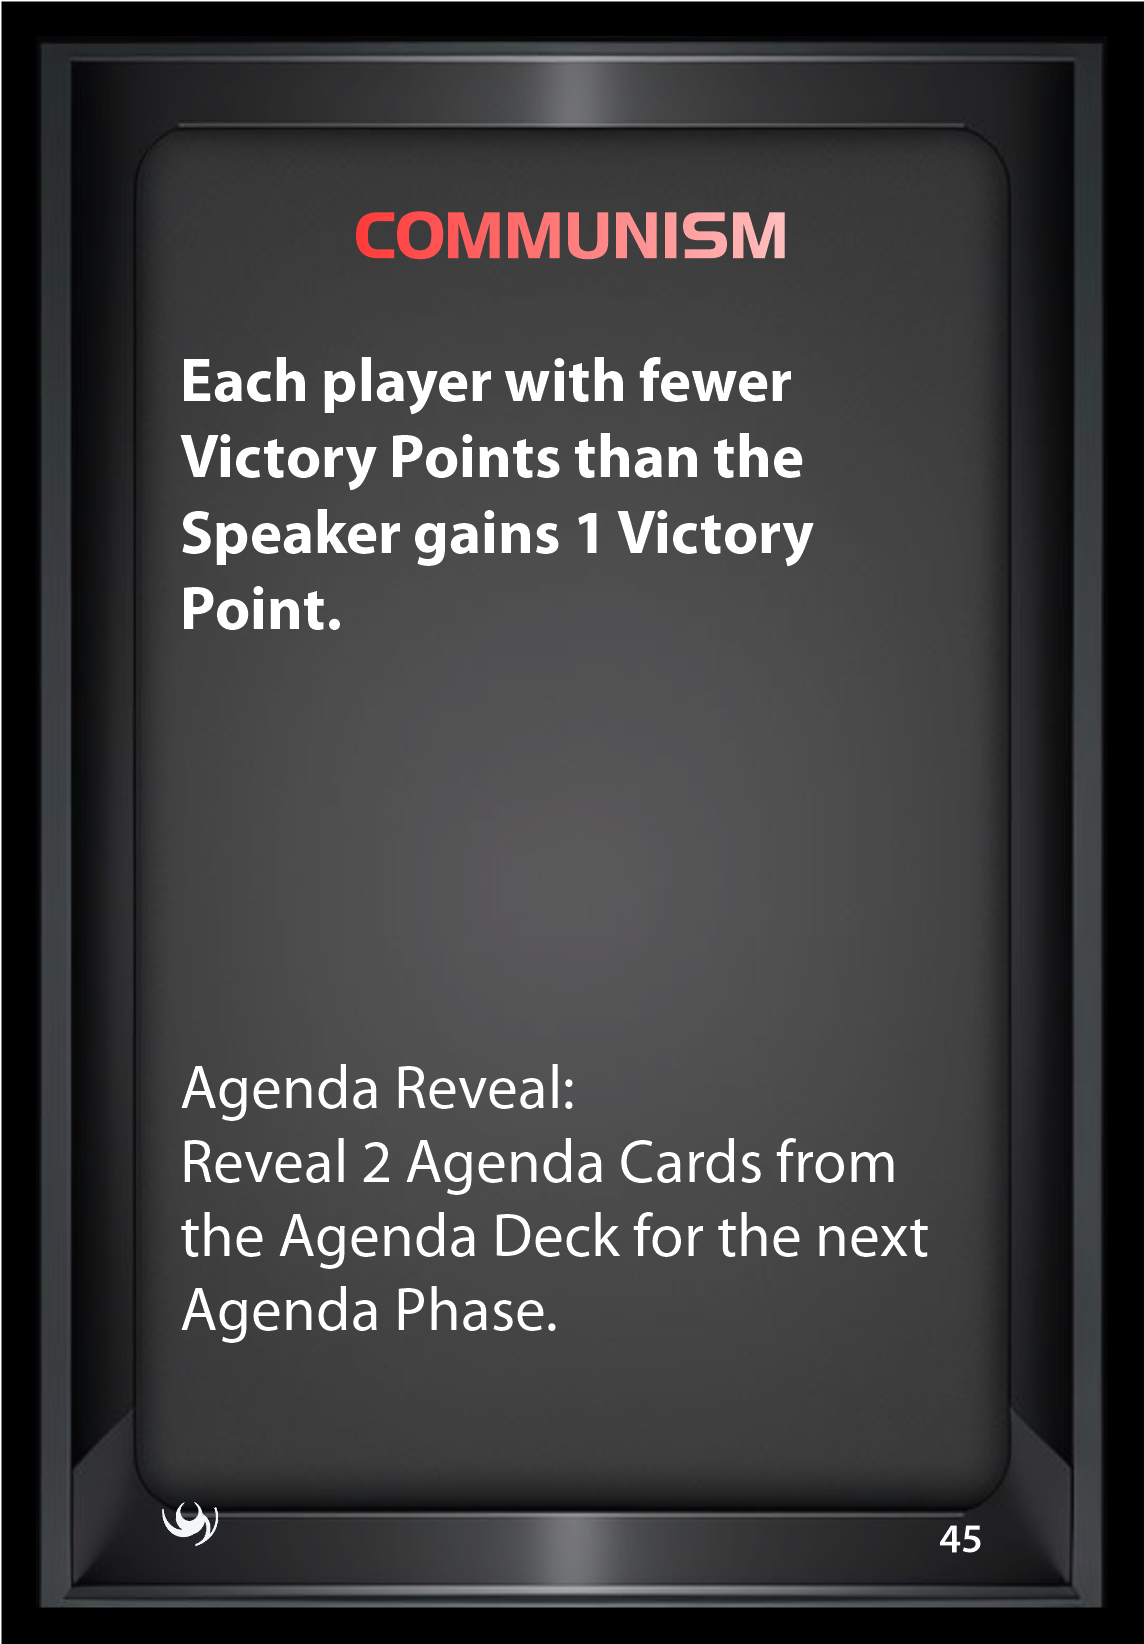 COMMUNISM
Each player with fewer
Victory Points than the
Speaker gains 1 Victory
Point.
Agenda Reveal:
Reveal 2 Agenda Cards from
the Agenda Deck for the next
Agenda Phase.
45